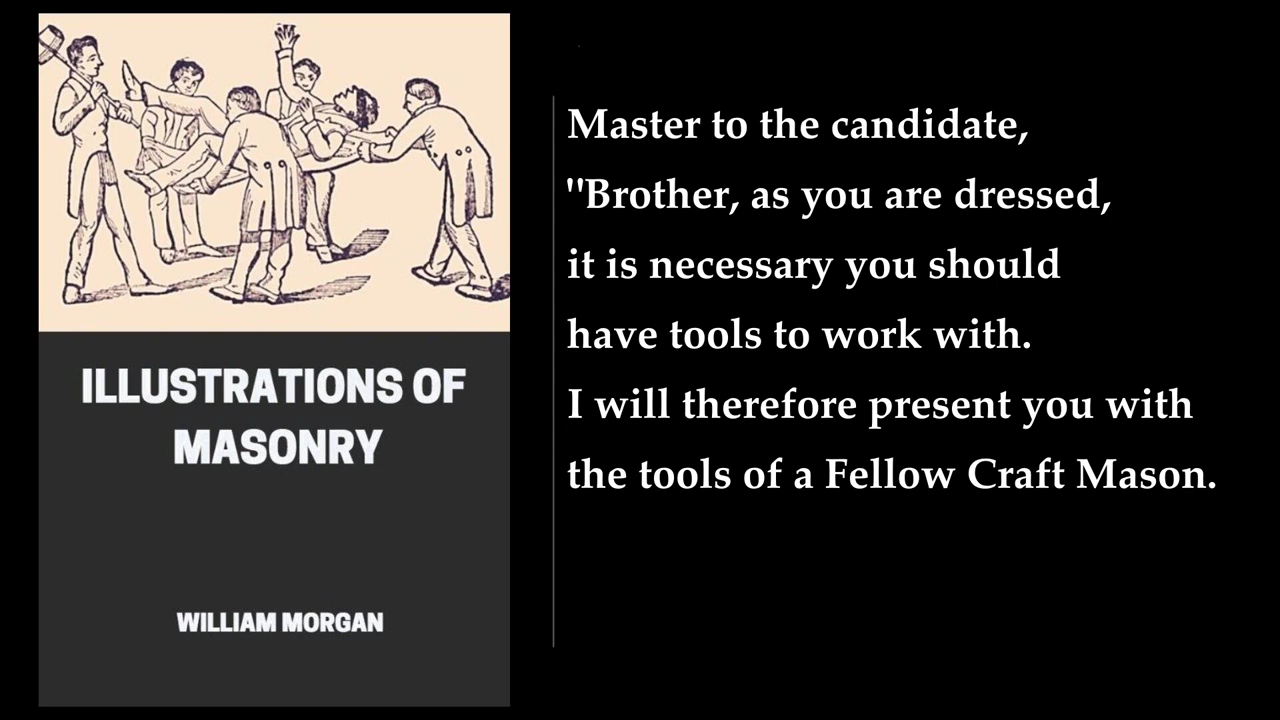 ILLUSTRATIONS OF
MASONRY
WILLIAM MORGAN
Master to the candidate,
"Brother, as you are dressed,
it is necessary you should
have tools to work with.
I will therefore present you with
the tools of a Fellow Craft Mason.